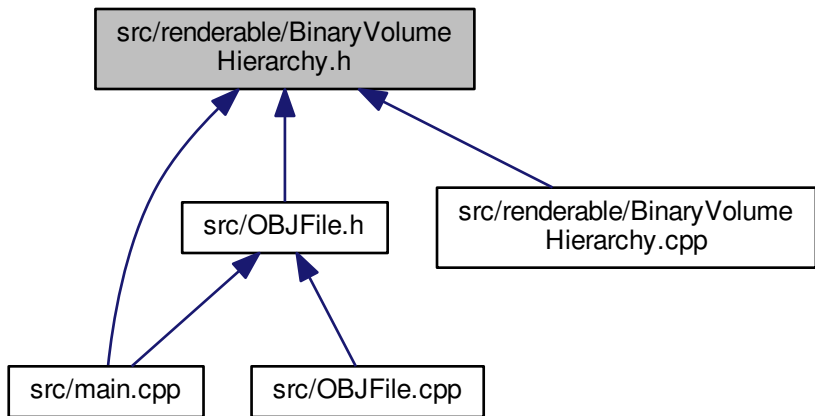 src/renderable/BinaryVolume
Hierarchy.h
src/OBJFile.h
src/renderable/BinaryVolume
Hierarchy.cpp
src/main.cpp
src/OBJFile.cpp